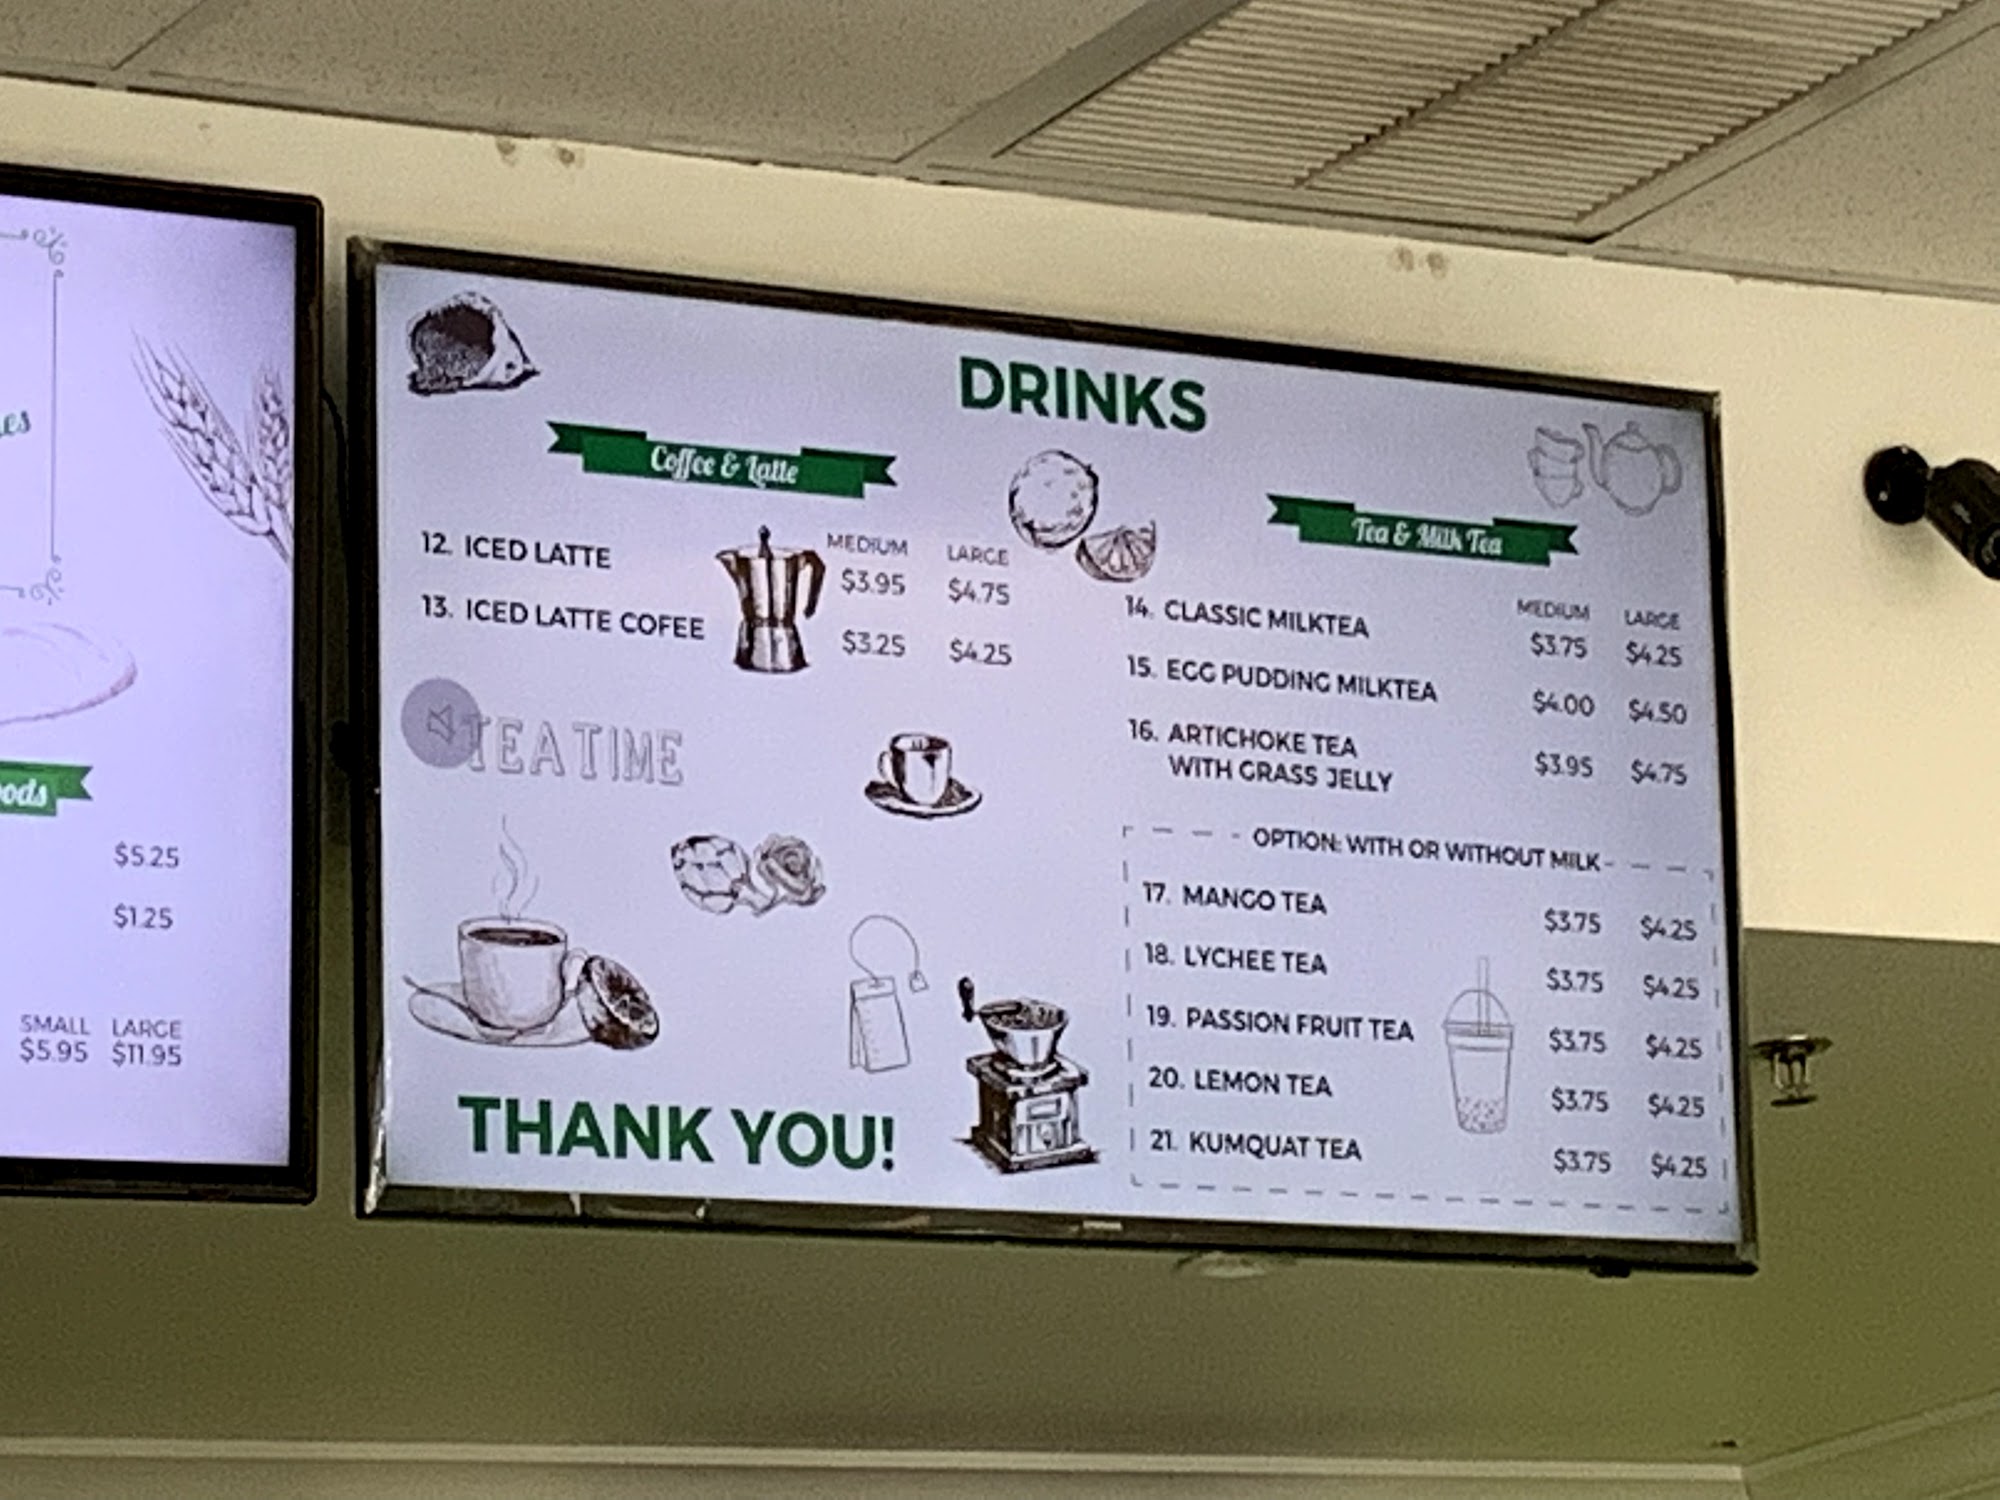 es
ods
$5.25
$1.25
SMALL LARGE
$5.95 $11.95
DRINKS
Coffee & Latte
MEDIUM LARGE
12. ICED LATTE $3.95 $4.75
13. ICED LATTE COFEE $3.25 $4.25
TEA TIME
THANK YOU!
Tea & Milk Tea
MEDIUM LARGE
14. CLASSIC MILKTEA $3.75 $4.25
15. EGG PUDDING MILKTEA $4.00 $4.50
16. ARTICHOKE TEA
WITH GRASS JELLY $3.95 $4.75
OPTION: WITH OR WITHOUT MILK
17. MANGO TEA $3.75 $4.25
18. LYCHEE TEA $3.75 $4.25
19. PASSION FRUIT TEA $3.75 $4.25
20. LEMON TEA $3.75 $4.25
21. KUMQUAT TEA $3.75 $4.25